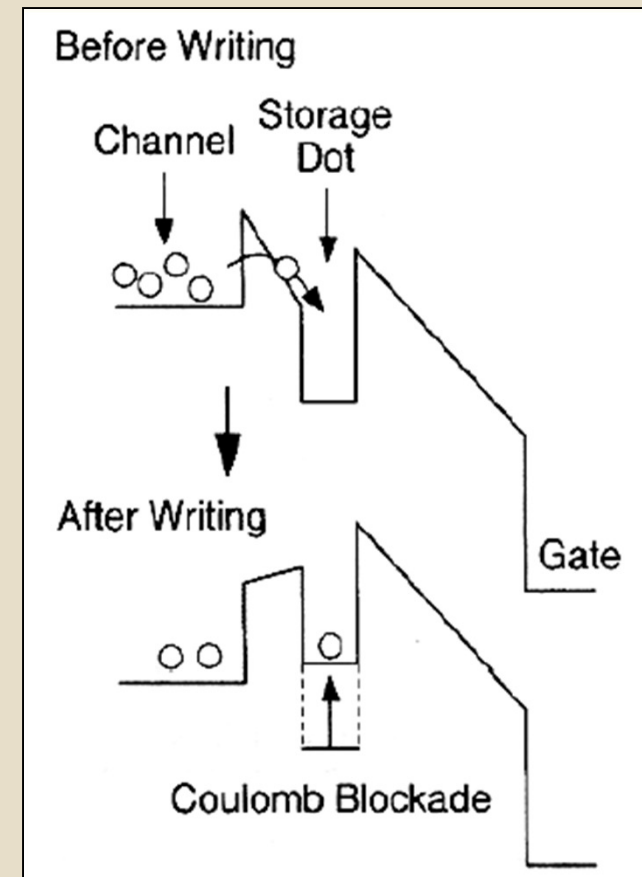 Before Writing
Channel
Storage
Dot
After Writing
Gate
Coulomb Blockade